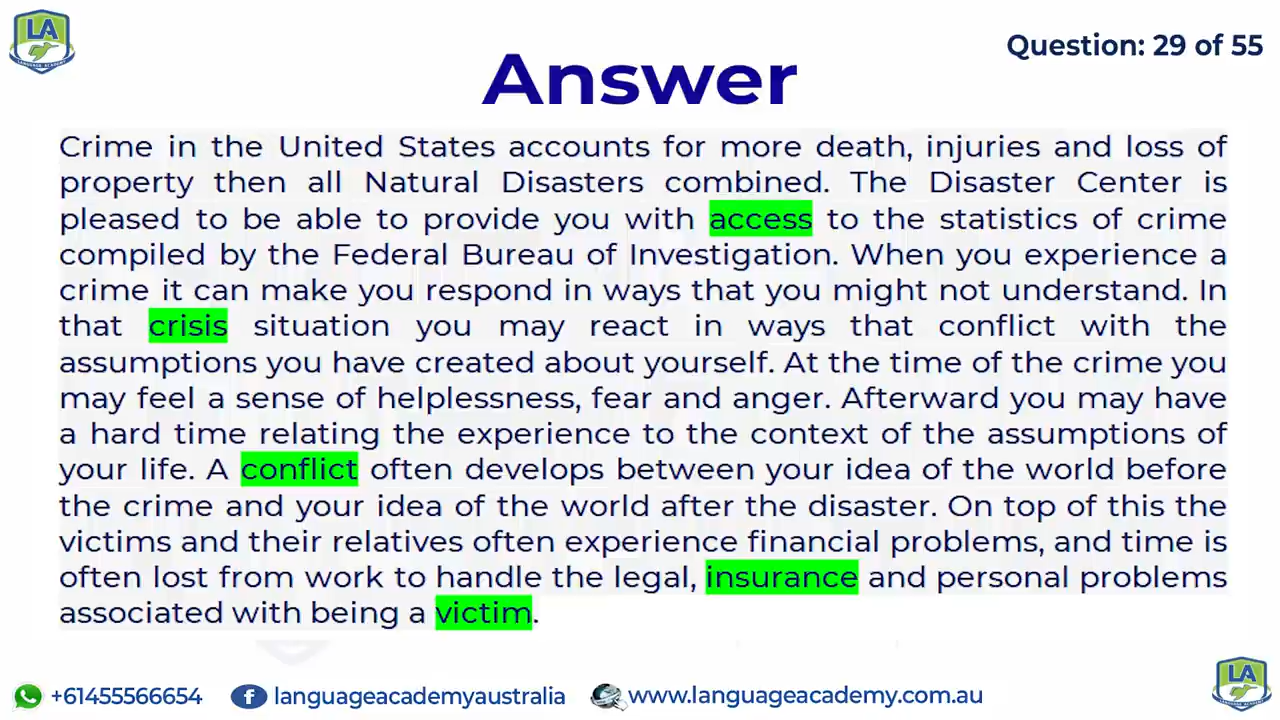 LA
LANGUAGE ACADEMY
Question: 29 of 55
Answer
Crime in the United States accounts for more death, injuries and loss of
property then all Natural Disasters combined. The Disaster Center is
pleased to be able to provide you with access to the statistics of crime
compiled by the Federal Bureau of Investigation. When you experience a
crime it can make you respond in ways that you might not understand. In
that crisis situation you may react in ways that conflict with the
assumptions you have created about yourself. At the time of the crime you
may feel a sense of helplessness, fear and anger. Afterward you may have
a hard time relating the experience to the context of the assumptions of
your life. A conflict often develops between your idea of the world before
the crime and your idea of the world after the disaster. On top of this the
victims and their relatives often experience financial problems, and time is
often lost from work to handle the legal, insurance and personal problems
associated with being a victim.
+61455566654
languageacademyaustralia
www.languageacademy.com.au
LA
LANGUAGE ACADEMY